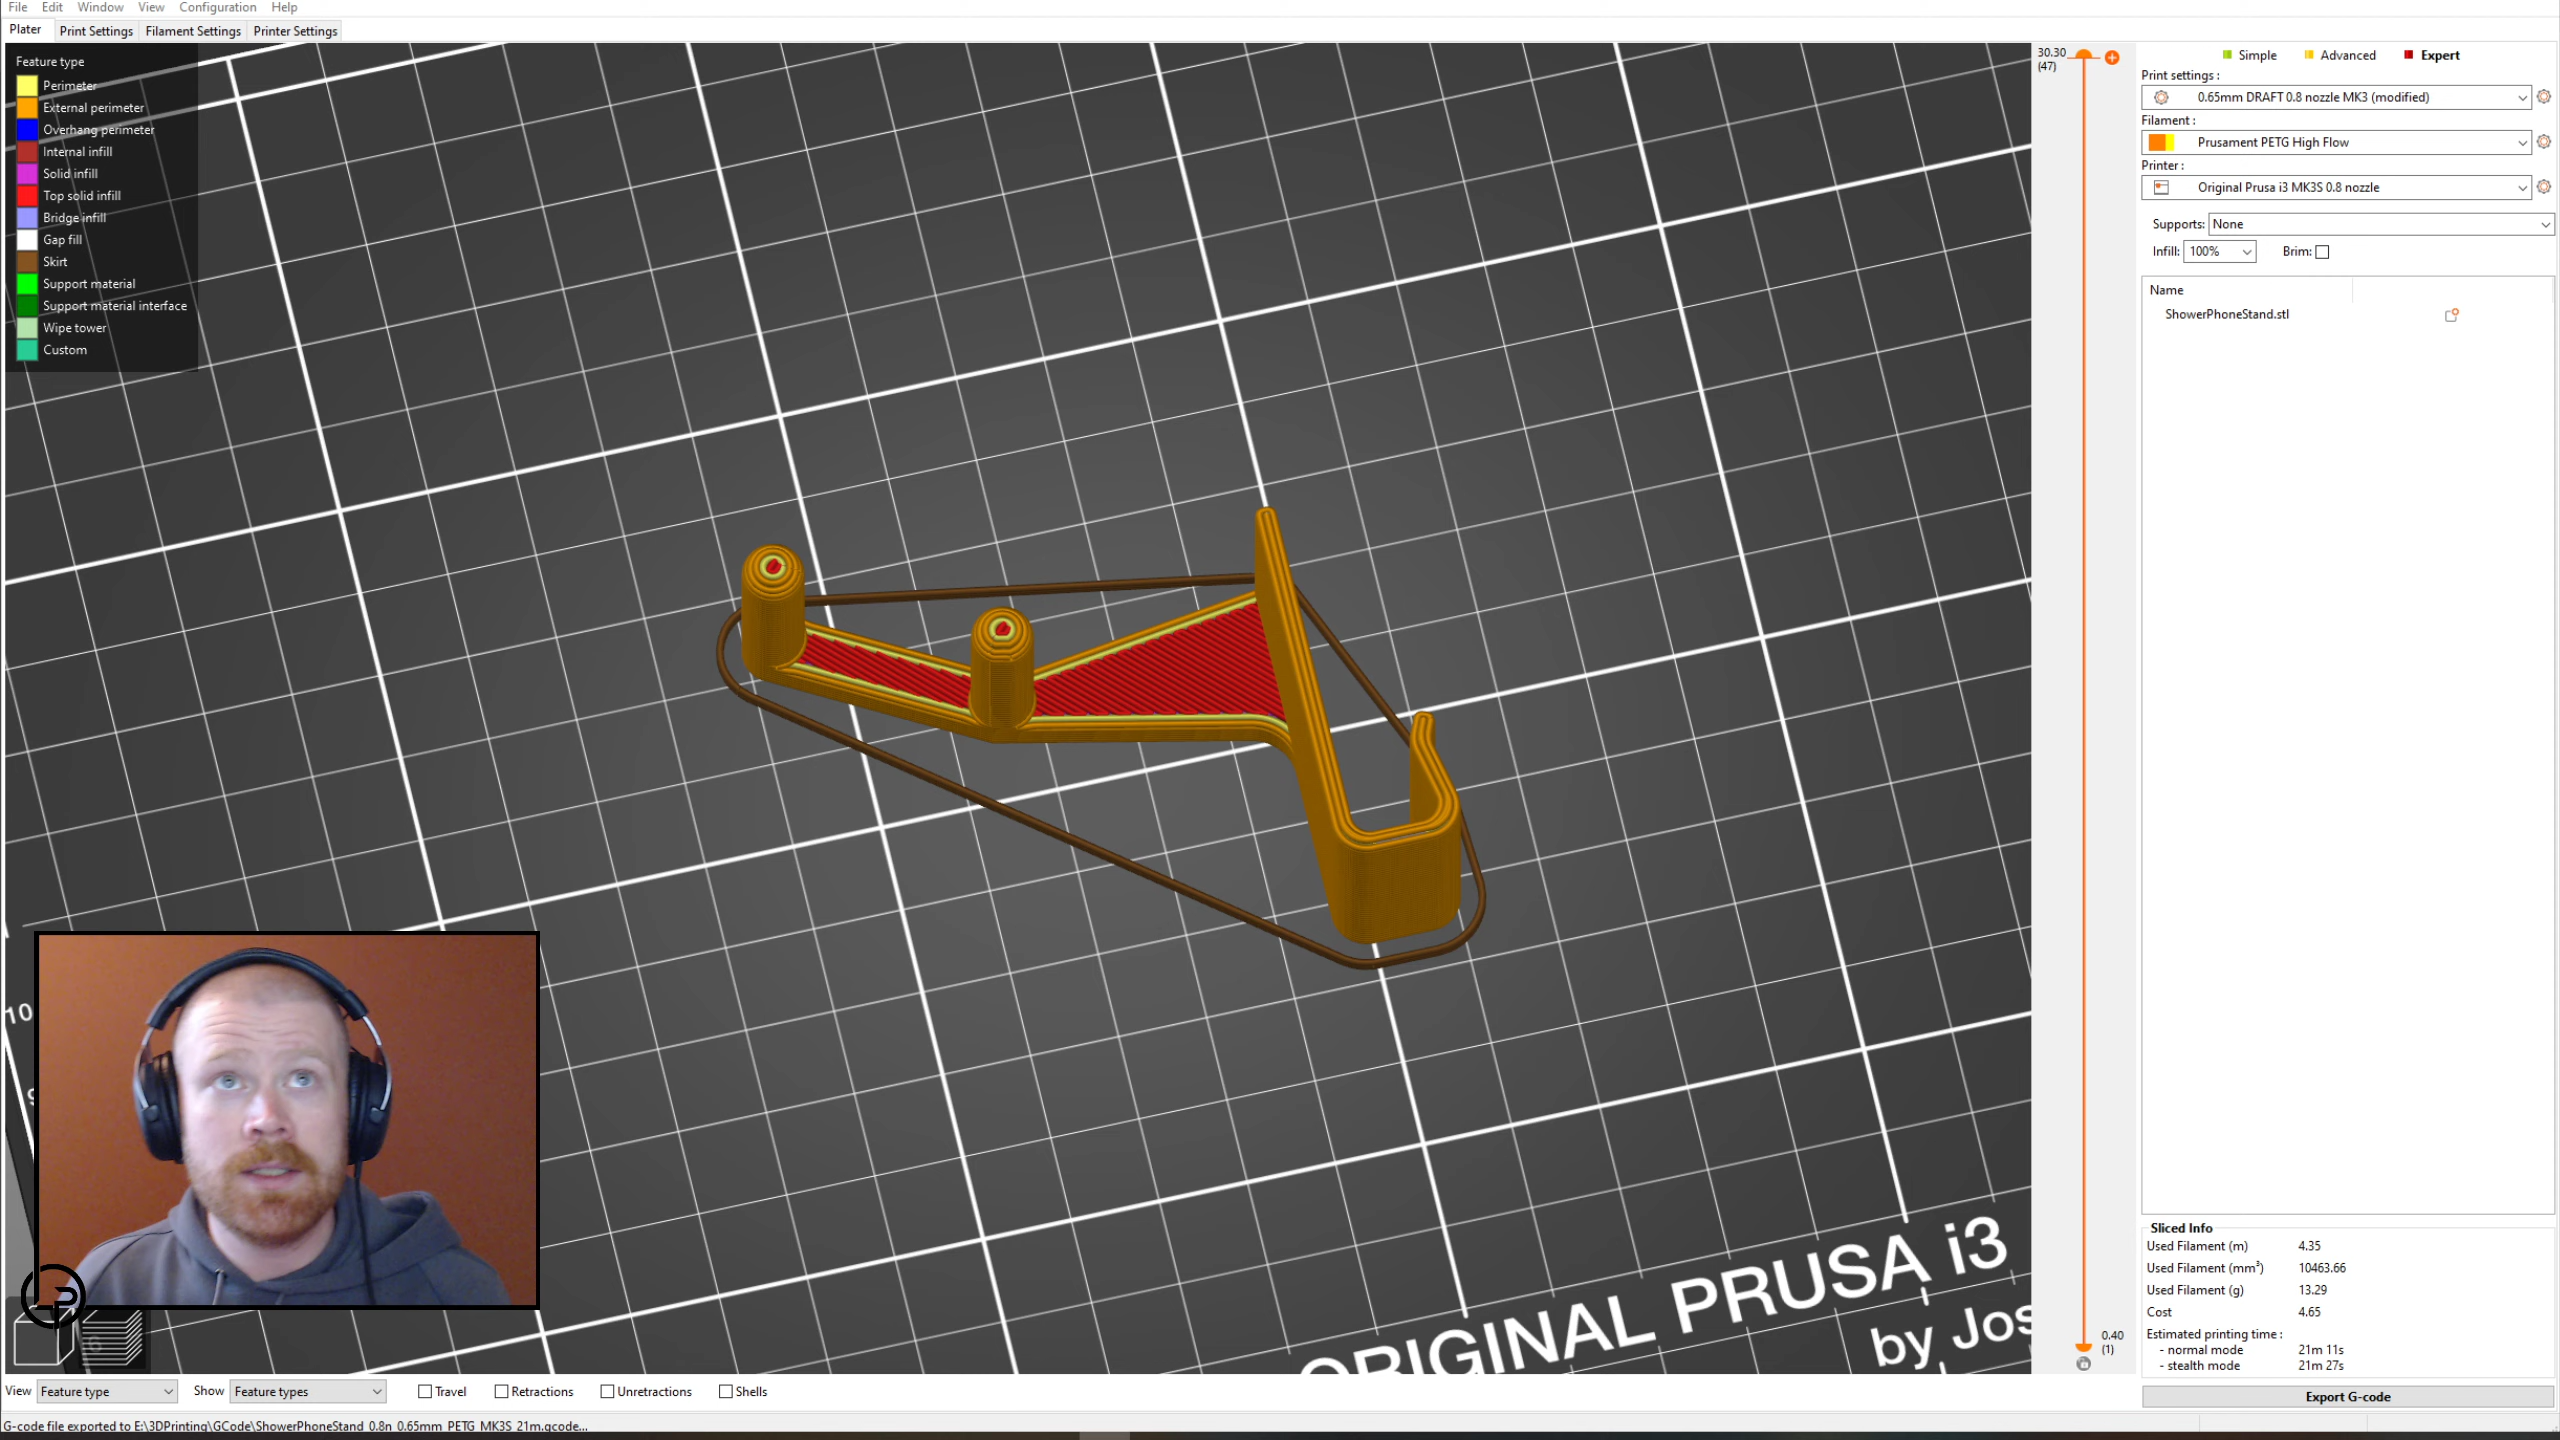 File Edit Window View Configuration Help
Plater Print Settings Filament Settings Printer Settings
Feature type
Perimeter
External perimeter
Overhang perimeter
Internal infill
Solid infill
Top solid infill
Bridge infill
Gap fill
Skirt
Support material
Support material interface
Wipe tower
Custom
30.30
(47)
Simple Advanced Expert
Print settings :
0.65mm DRAFT 0.8 nozzle MK3 (modified)
Filament :
Prusament PETG High Flow
Printer :
Original Prusa i3 MK3S 0.8 nozzle
Supports: None
Infill: 100% Brim:
Name
ShowerPhoneStand.stl
10
ORIGINAL PRUSA i3
by Jos
0.40
(1)
Sliced Info
Used Filament (m) 4.35
Used Filament (mm³) 10463.66
Used Filament (g) 13.29
Cost 4.65
Estimated printing time :
- normal mode 21m 11s
- stealth mode 21m 27s
Export G-code
View Feature type Show Feature types Travel Retractions Unretractions Shells
G-code file exported to E:\3DPrinting\GCode\ShowerPhoneStand_0.8n_0.65mm_PETG_MK3S_21m.gcode...